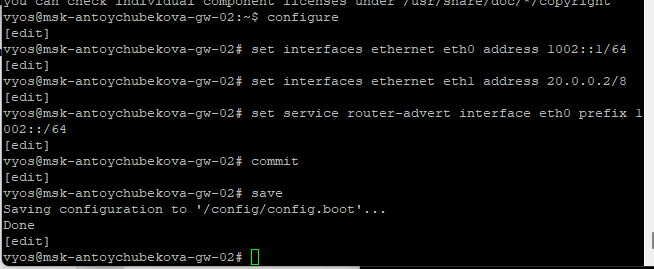 you can check individual component licenses under /usr/share/doc/*/copyright
vyos@msk-antoychubekova-gw-02:~$ configure
[edit]
vyos@msk-antoychubekova-gw-02# set interfaces ethernet eth0 address 1002::1/64
[edit]
vyos@msk-antoychubekova-gw-02# set interfaces ethernet eth1 address 20.0.0.2/8
[edit]
vyos@msk-antoychubekova-gw-02# set service router-advert interface eth0 prefix 1
002::/64
[edit]
vyos@msk-antoychubekova-gw-02# commit
[edit]
vyos@msk-antoychubekova-gw-02# save
Saving configuration to '/config/config.boot'...
Done
[edit]
vyos@msk-antoychubekova-gw-02#